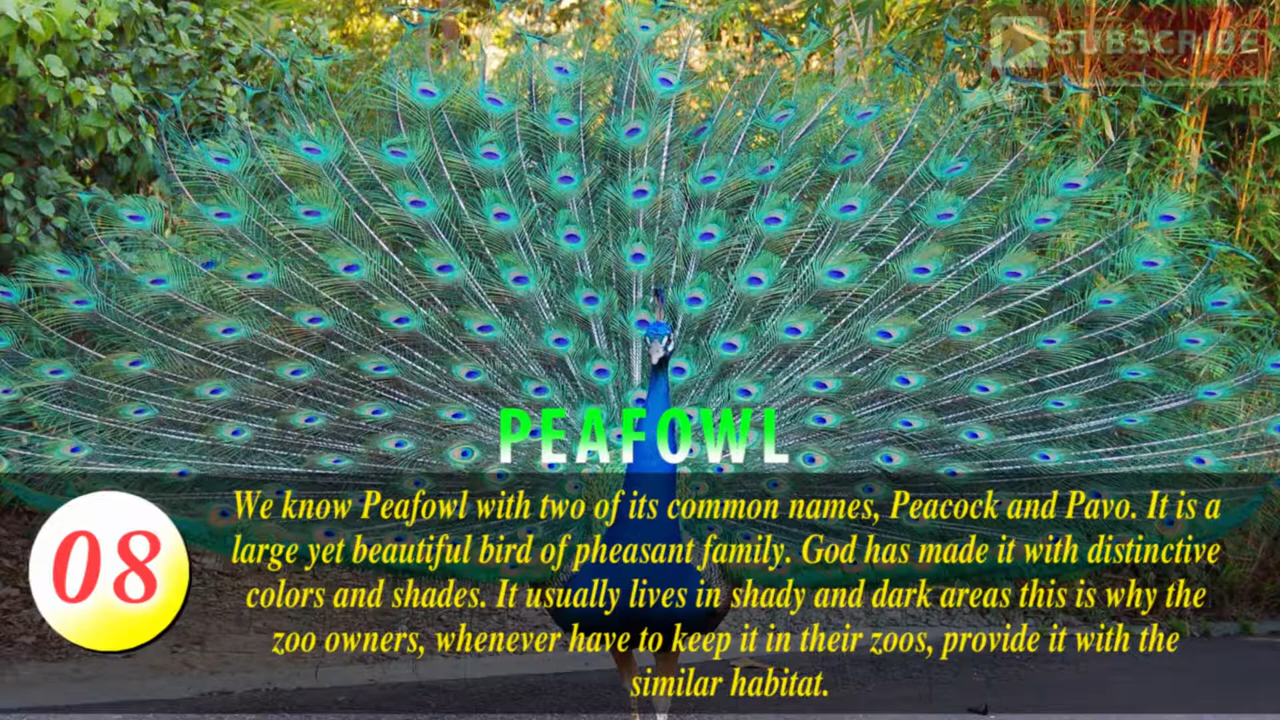 SUBSCRIBE
PEAFOWL
08
We know Peafowl with two of its common names, Peacock and Pavo. It is a
large yet beautiful bird of pheasant family. God has made it with distinctive
colors and shades. It usually lives in shady and dark areas this is why the
zoo owners, whenever have to keep it in their zoos, provide it with the
similar habitat.